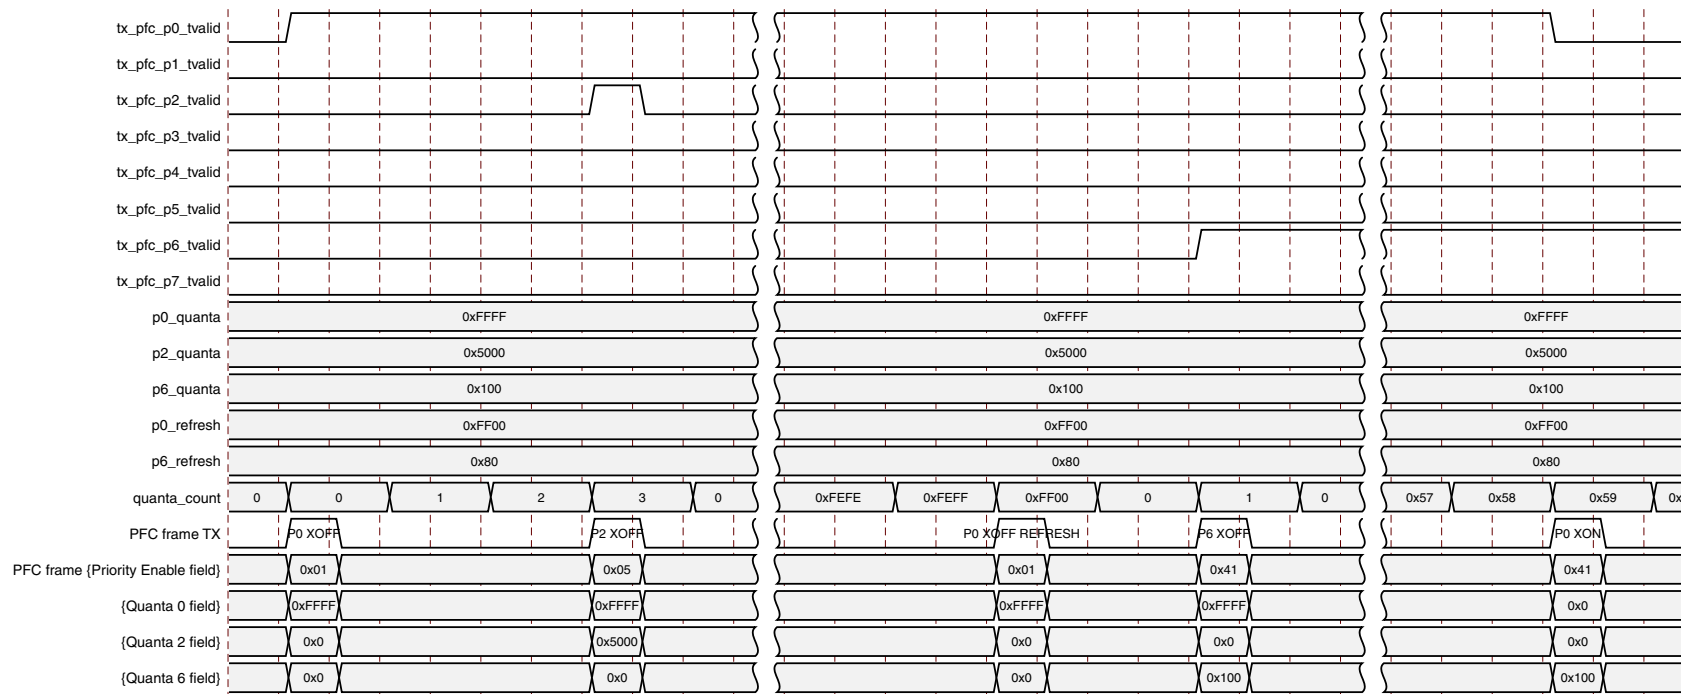 tx_pfc_p0_tvalid
tx_pfc_p1_tvalid
tx_pfc_p2_tvalid
tx_pfc_p3_tvalid
tx_pfc_p4_tvalid
tx_pfc_p5_tvalid
tx_pfc_p6_tvalid
tx_pfc_p7_tvalid
p0_quanta 0xFFFF 0xFFFF 0xFFFF
p2_quanta 0x5000 0x5000 0x5000
p6_quanta 0x100 0x100 0x100
p0_refresh 0xFF00 0xFF00 0xFF00
p6_refresh 0x80 0x80 0x80
quanta_count 0 0 1 2 3 0 0xFEFE 0xFEFF 0xFF00 0 1 0 0x57 0x58 0x59 0x
PFC frame TX P0 XOFF P2 XOFF P0 XOFF REFRESH P6 XOFF P0 XON
PFC frame {Priority Enable field} 0x01 0x05 0x01 0x41 0x41
{Quanta 0 field} 0xFFFF 0xFFFF 0xFFFF 0xFFFF 0x0
{Quanta 2 field} 0x0 0x5000 0x0 0x0 0x0
{Quanta 6 field} 0x0 0x0 0x0 0x100 0x100